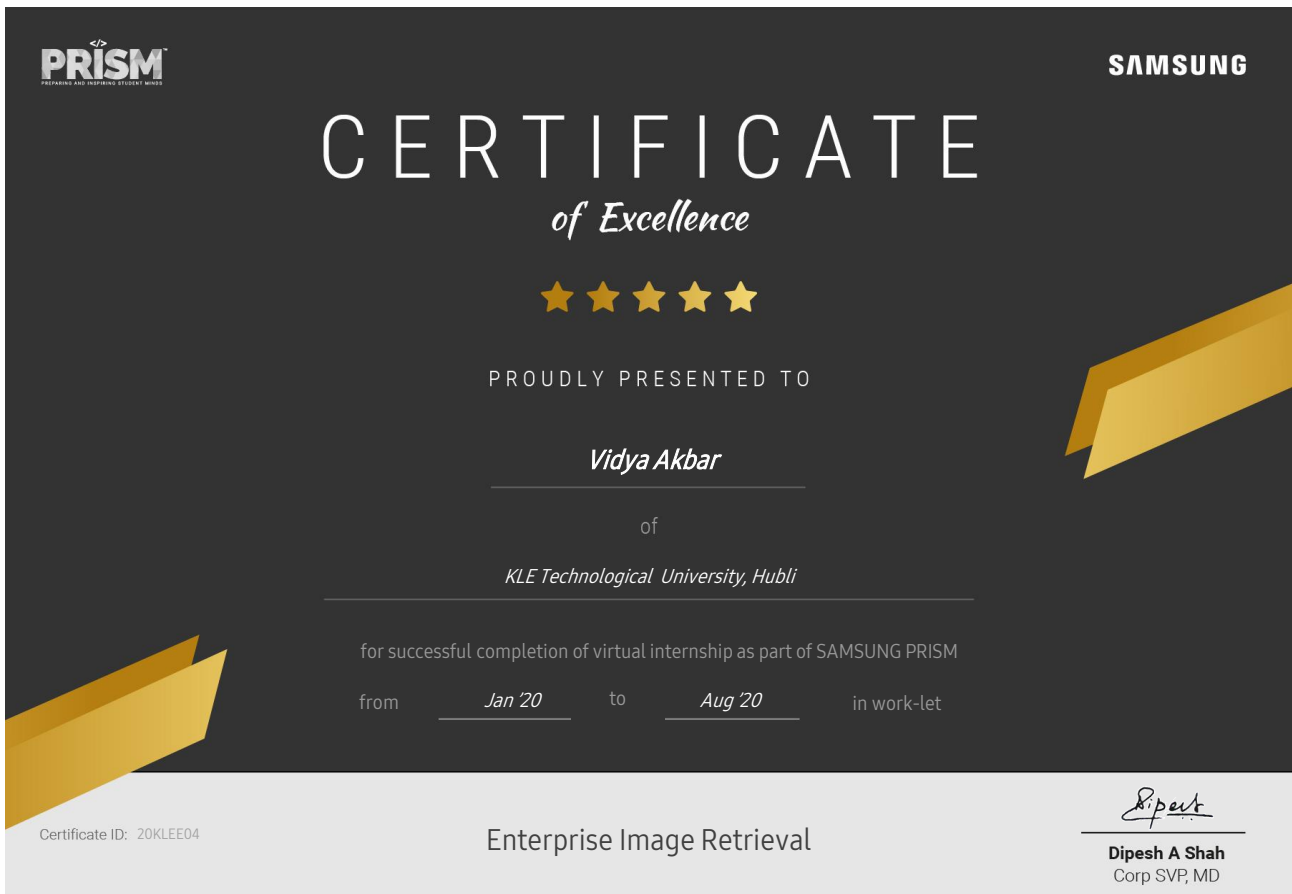 </>
PRISM™
PREPARING AND INSPIRING STUDENT MINDS
SAMSUNG
CERTIFICATE
of Excellence
PROUDLY PRESENTED TO
Vidya Akbar
of
KLE Technological University, Hubli
for successful completion of virtual internship as part of SAMSUNG PRISM
from Jan '20 to Aug '20 in work-let
Certificate ID: 20KLEE04
Enterprise Image Retrieval
Dipesh
Dipesh A Shah
Corp SVP, MD